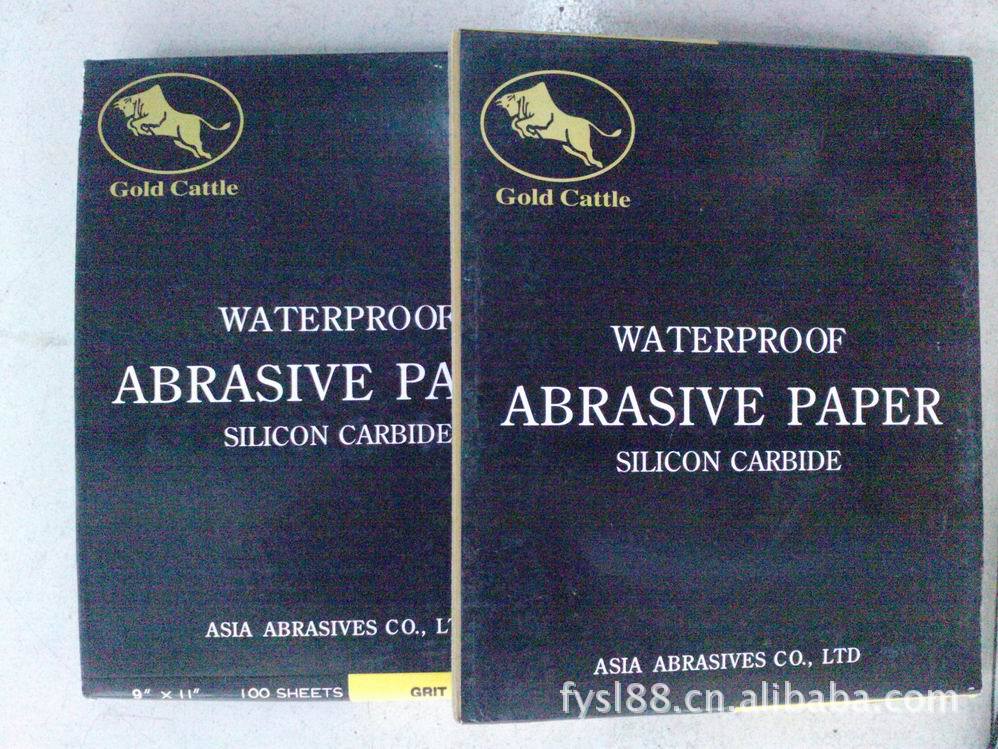 Gold Cattle
WATERPROOF
ABRASIVE PA
SILICON CARBIDE
ASIA ABRASIVES CO., LT
9" × 11" 100 SHEETS GRIT
Gold Cattle
WATERPROOF
ABRASIVE PAPER
SILICON CARBIDE
ASIA ABRASIVES CO., LTD
fysl88.cn.alibaba.com